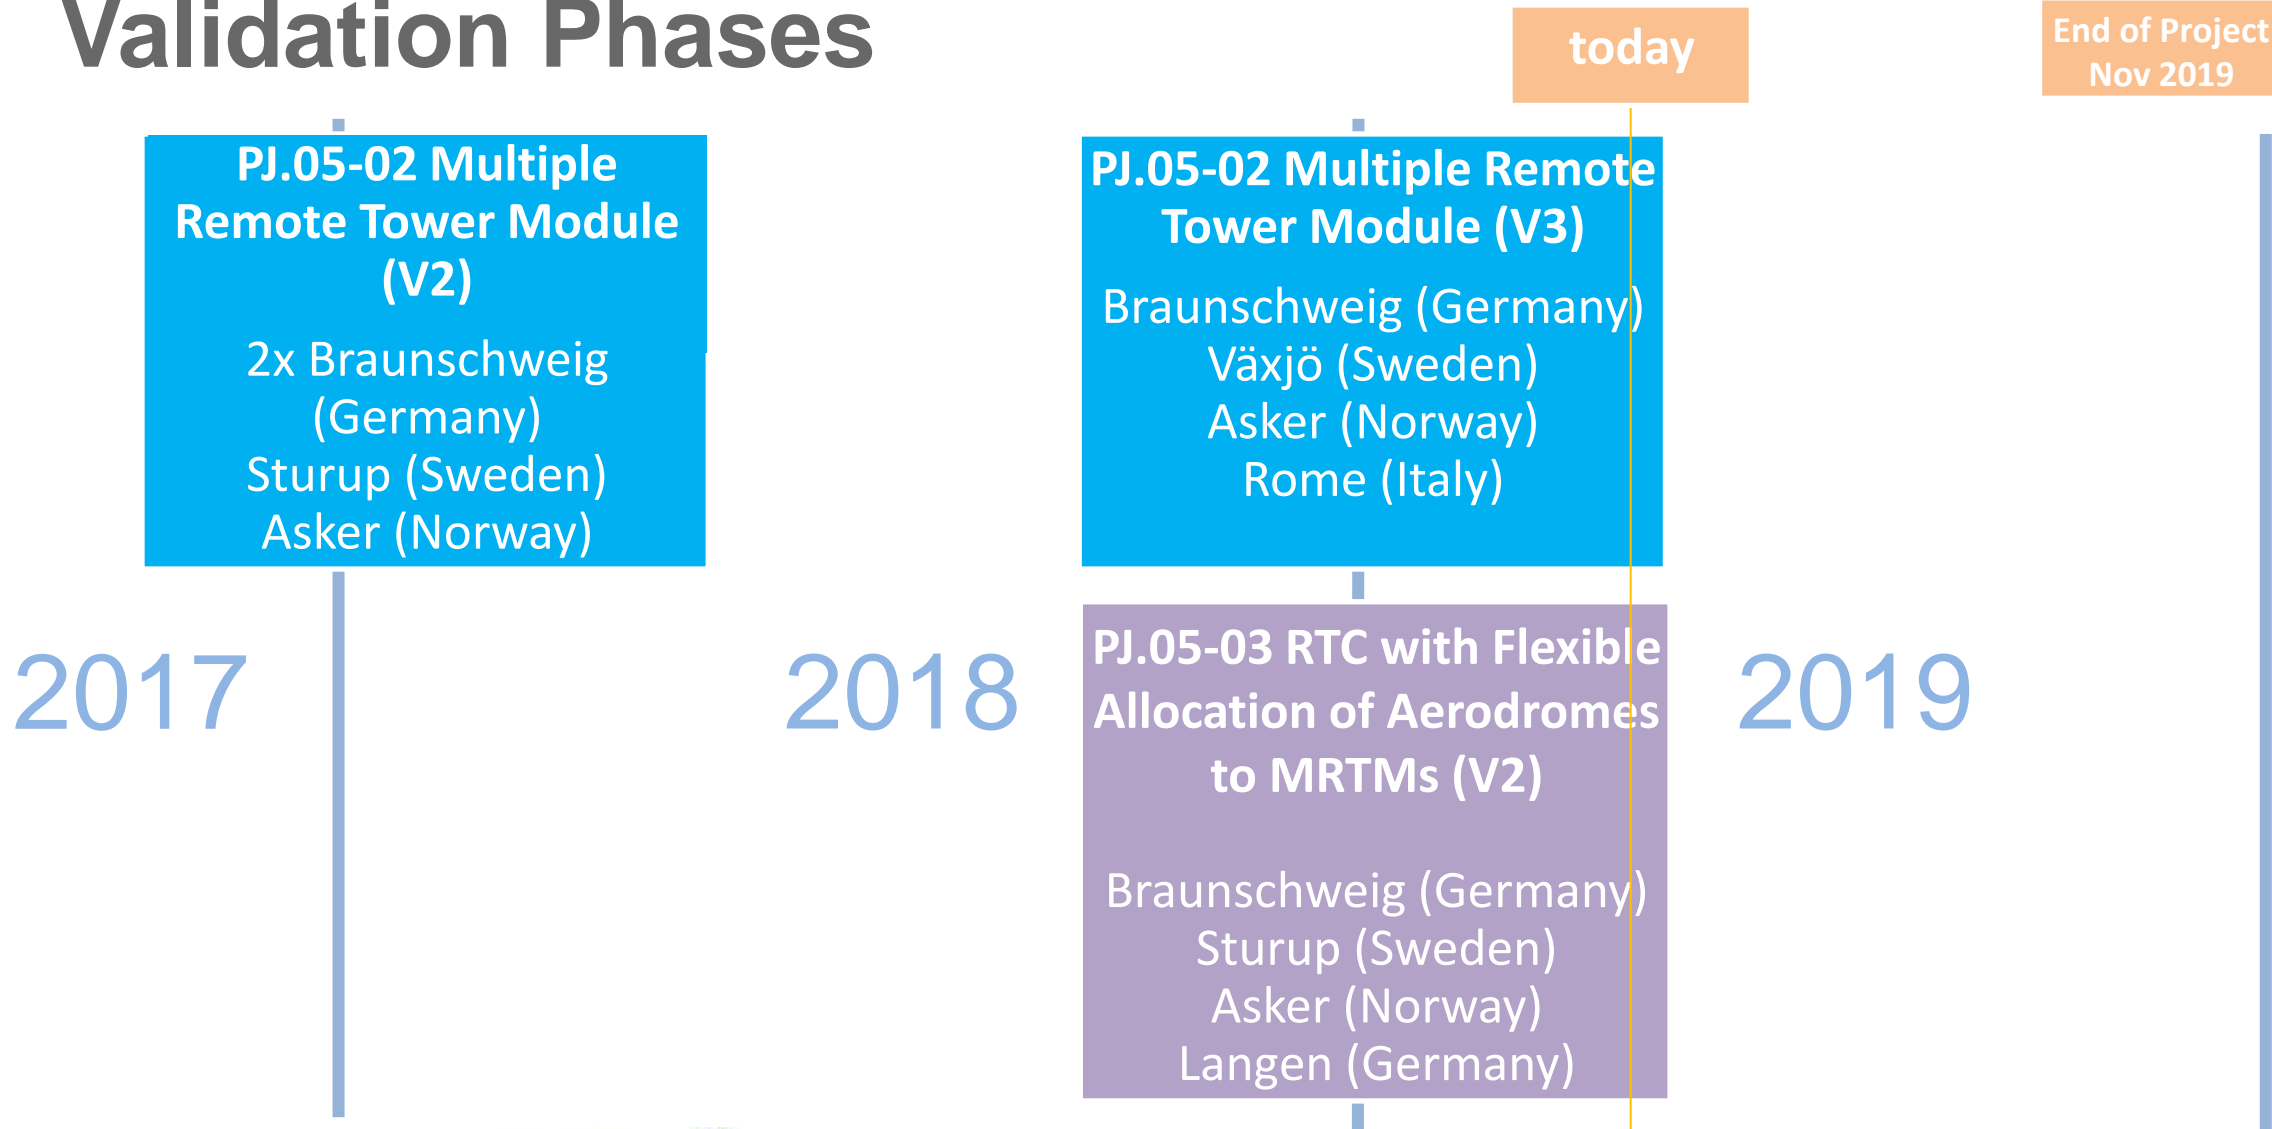 Validation Phases
today
End of Project
Nov 2019
PJ.05-02 Multiple
Remote Tower Module
(V2)
2x Braunschweig
(Germany)
Sturup (Sweden)
Asker (Norway)
PJ.05-02 Multiple Remote
Tower Module (V3)
Braunschweig (Germany)
Växjö (Sweden)
Asker (Norway)
Rome (Italy)
2017
2018
PJ.05-03 RTC with Flexible
Allocation of Aerodromes
to MRTMs (V2)
Braunschweig (Germany)
Sturup (Sweden)
Asker (Norway)
Langen (Germany)
2019